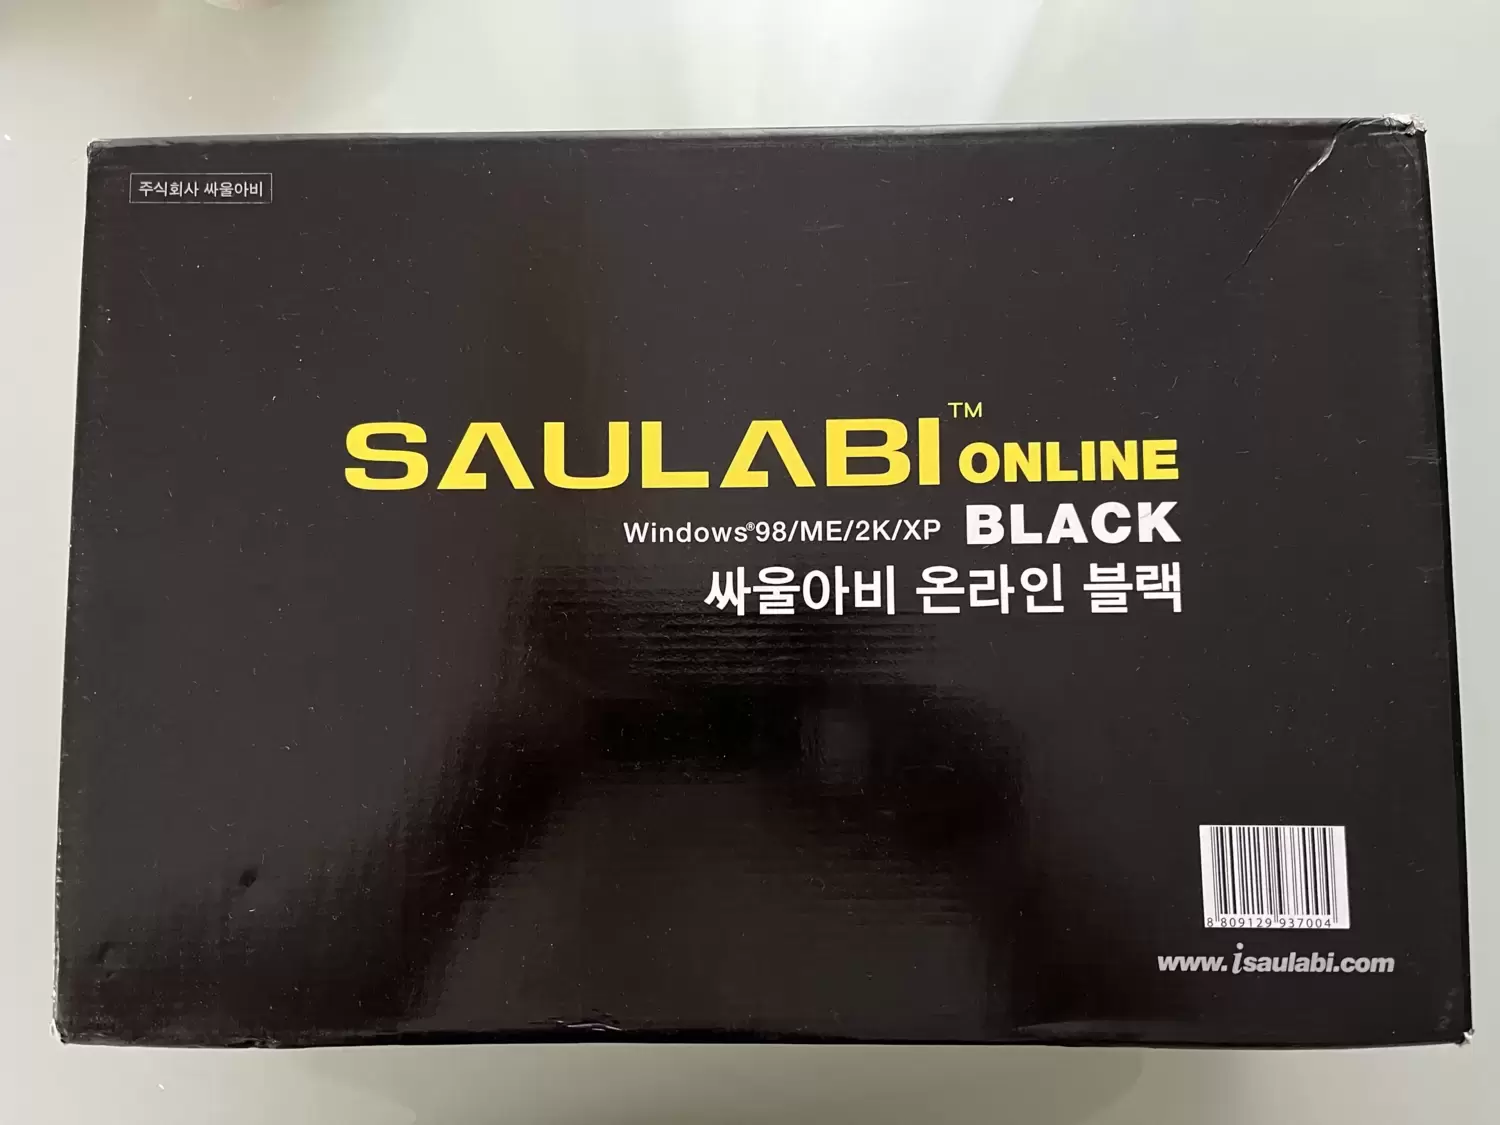 주식회사 싸울아비
SAULABI™ ONLINE
Windows®98/ME/2K/XP BLACK
싸울아비 온라인 블랙
8 809129 937004
www.isaulabi.com